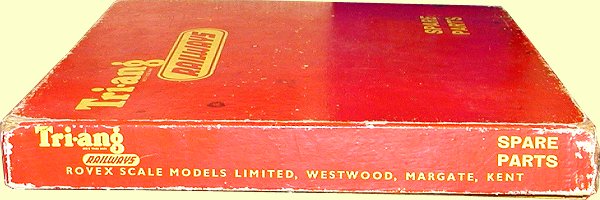 Tri-ang
RAILWAYS
SPARE
PARTS
Tri-ang
RAILWAYS
SPARE
PARTS
ROVEX SCALE MODELS LIMITED, WESTWOOD, MARGATE, KENT